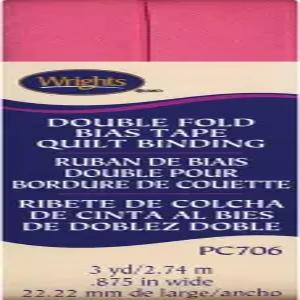 Wrights
DOUBLE FOLD
BIAS TAPE
QUILT BINDING
RUBAN DE BIAIS
DOUBLE POUR
BORDURE DE COUETTE
RIBETE DE COLCHA
DE CINTA AL BIES
DE DOBLEZ DOBLE
PC706
3 yd/2.74 m
.875 in wide
22.22 mm de large/ancho